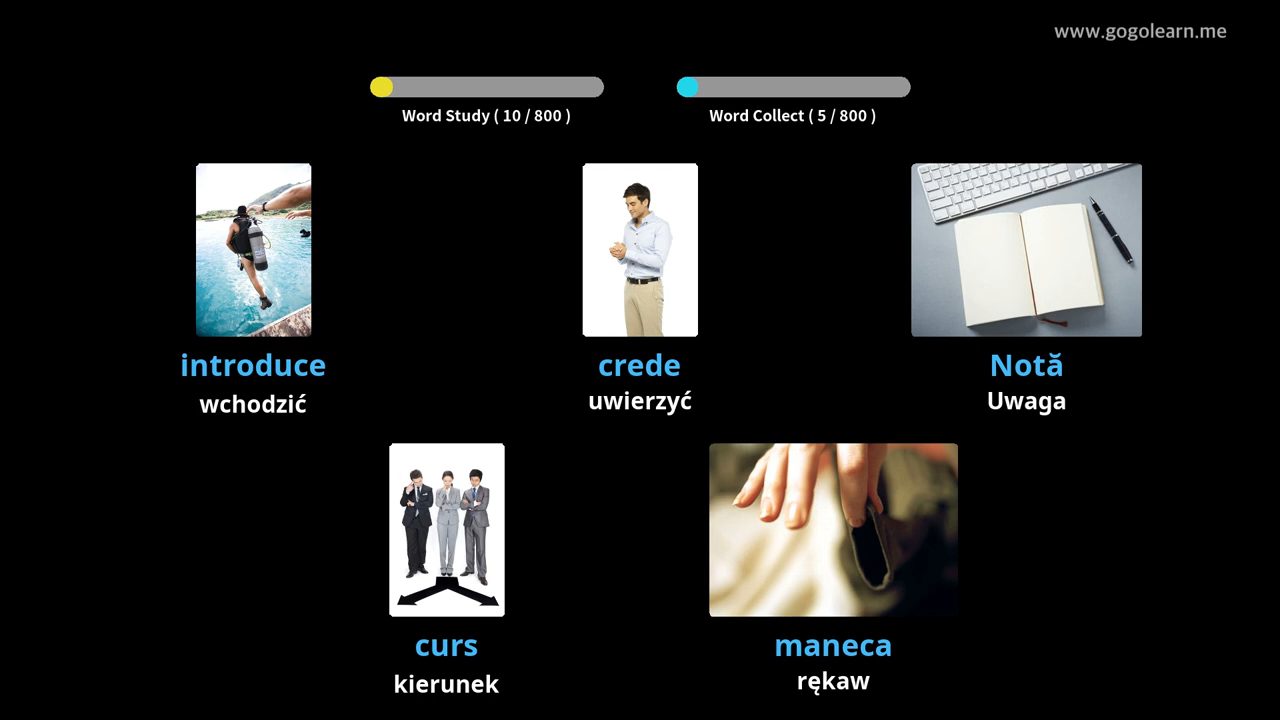 www.gogolearn.me
Word Study ( 10 / 800 )
Word Collect ( 5 / 800 )
introduce
wchodzić
crede
uwierzyć
Notă
Uwaga
curs
kierunek
maneca
rękaw